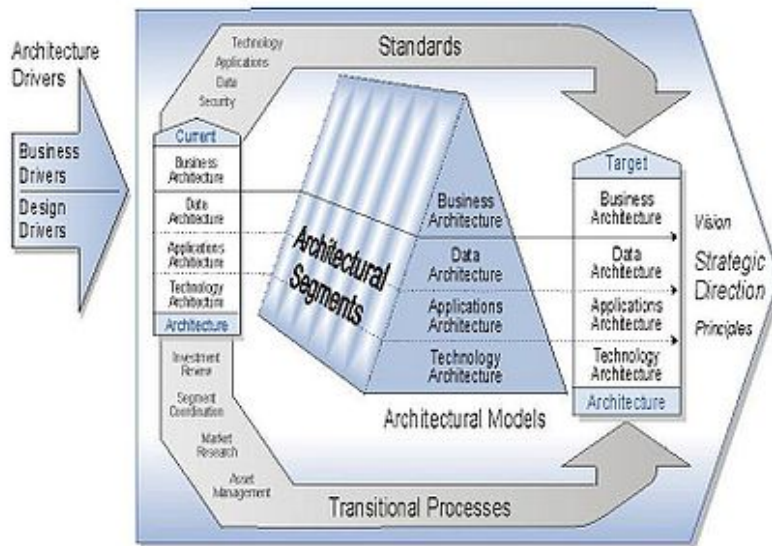 Architecture
Drivers
Business
Drivers
Design
Drivers
Technology
Applications
Data
Security
Standards
Current
Business
Architecture
Data
Architecture
Applications
Architecture
Technology
Architecture
Architecture
Investment
Review
Segment
Coordination
Market
Research
Asset
Management
Transitional Processes
Architectural
Segments
Business
Architecture
Data
Architecture
Applications
Architecture
Technology
Architecture
Architectural Models
Target
Business
Architecture
Data
Architecture
Applications
Architecture
Technology
Architecture
Architecture
Vision
Strategic
Direction
Principles